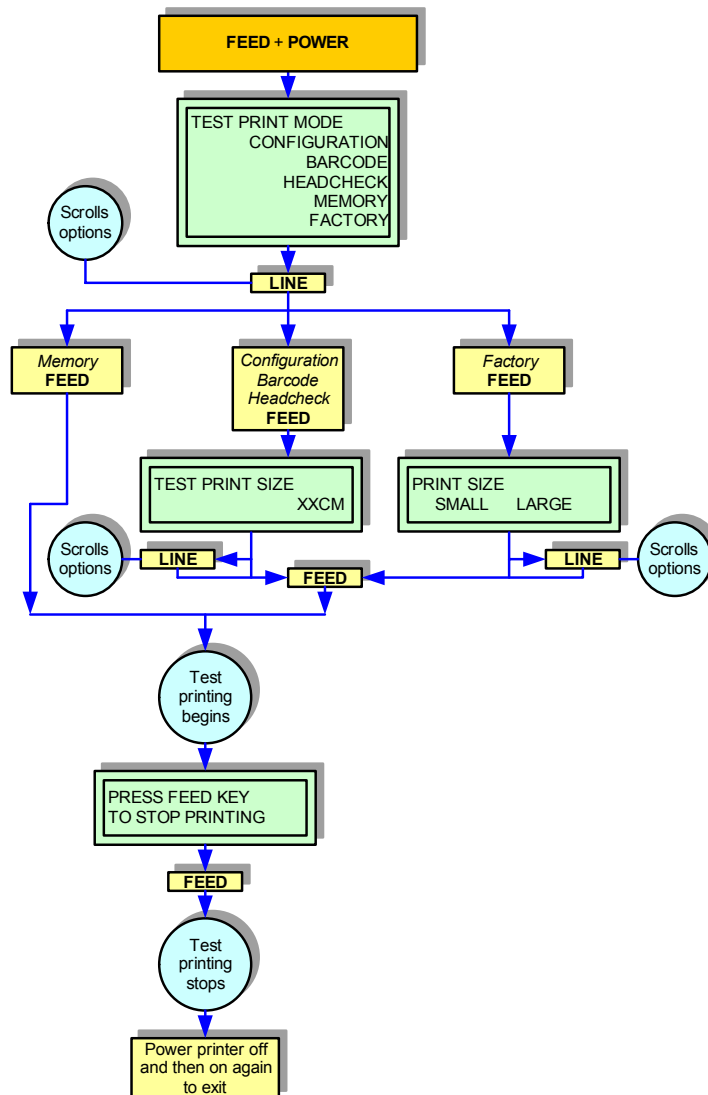 FEED + POWER
TEST PRINT MODE
CONFIGURATION
BARCODE
HEADCHECK
MEMORY
FACTORY
Scrolls
options
LINE
Memory
FEED
Configuration
Barcode
Headcheck
FEED
Factory
FEED
TEST PRINT SIZE
XXCM
PRINT SIZE
SMALL LARGE
Scrolls
options
LINE
FEED
LINE
Scrolls
options
Test
printing
begins
PRESS FEED KEY
TO STOP PRINTING
FEED
Test
printing
stops
Power printer off
and then on again
to exit